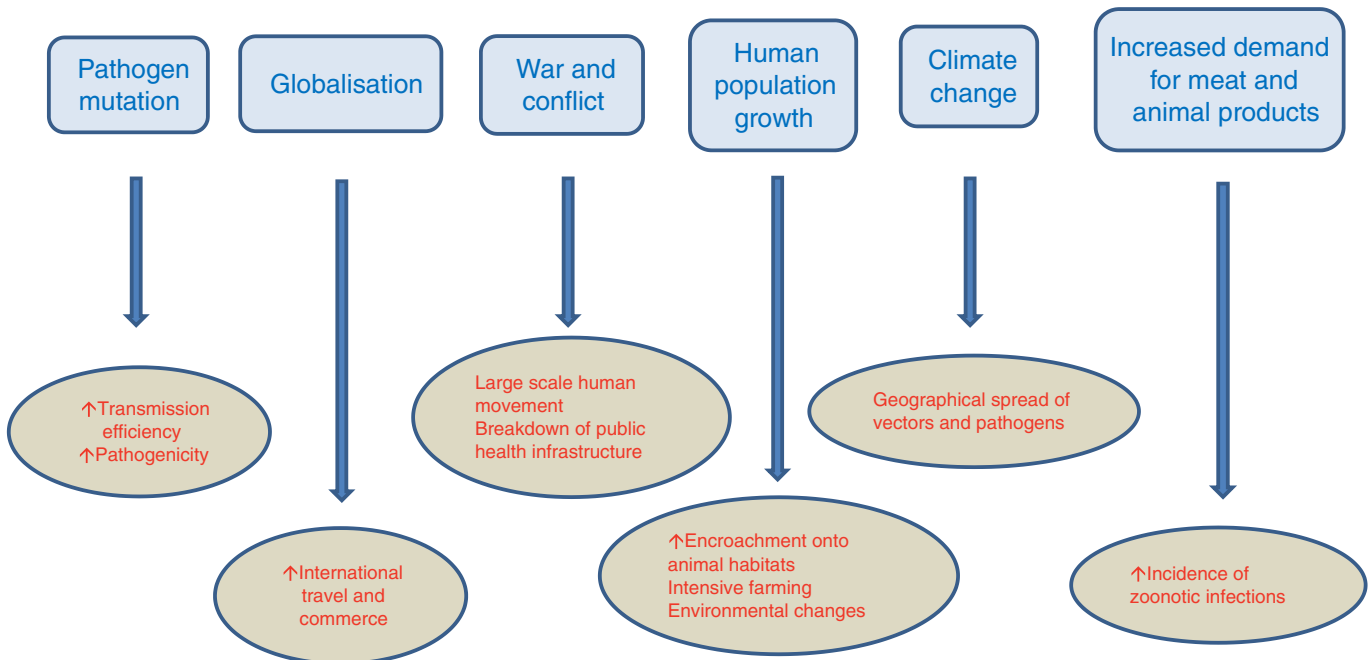 Pathogen
mutation
Globalisation
War and
conflict
Human
population
growth
Climate
change
Increased demand
for meat and
animal products
↑Transmission
efficiency
↑Pathogenicity
↑International
travel and
commerce
Large scale human
movement
Breakdown of public
health infrastructure
↑Encroachment onto
animal habitats
Intensive farming
Environmental changes
Geographical spread of
vectors and pathogens
↑Incidence of
zoonotic infections